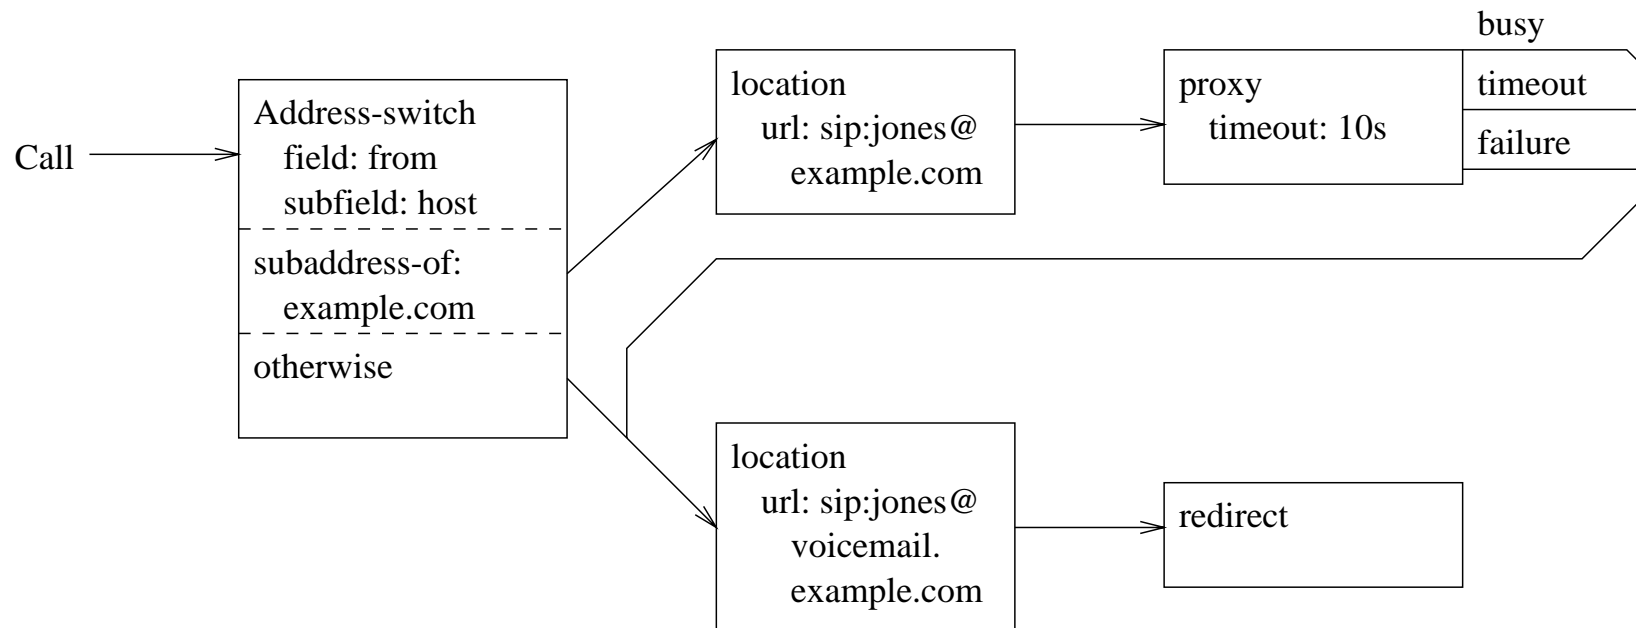 Call
Address-switch
field: from
subfield: host
subaddress-of:
example.com
otherwise
location
url: sip:jones@
example.com
proxy
timeout: 10s
busy
timeout
failure
location
url: sip:jones@
voicemail.
example.com
redirect